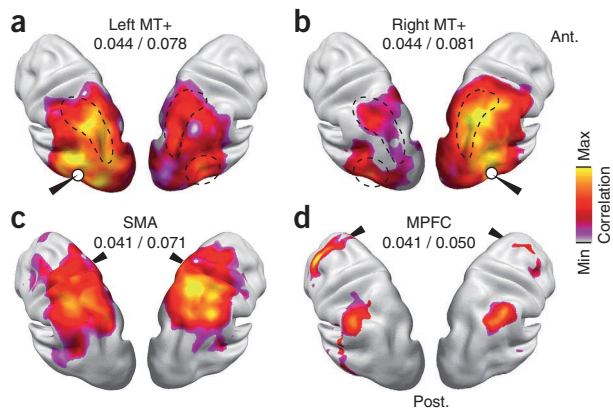 a
Left MT+
0.044 / 0.078
b
Right MT+
0.044 / 0.081
Ant.
Max
Correlation
Min
c
SMA
0.041 / 0.071
d
MPFC
0.041 / 0.050
Post.